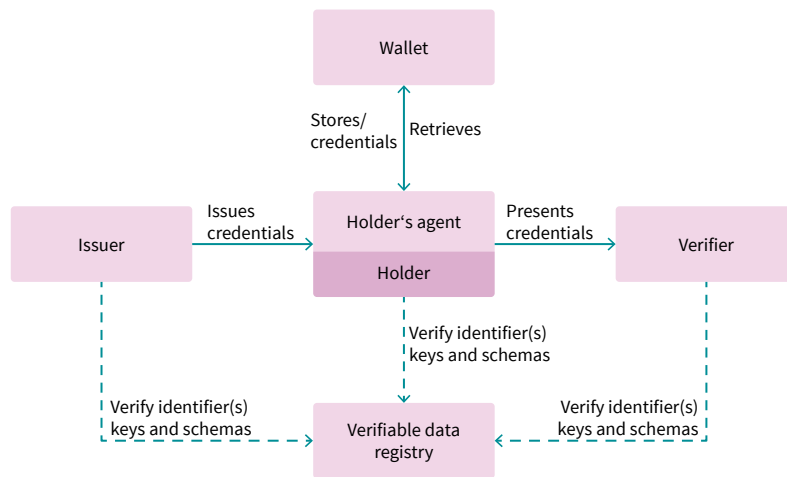 Wallet
Stores/
credentials
Retrieves
Issuer
Issues
credentials
Holder‘s agent
Holder
Presents
credentials
Verifier
Verify identifier(s)
keys and schemas
Verify identifier(s)
keys and schemas
Verify identifier(s)
keys and schemas
Verifiable data
registry